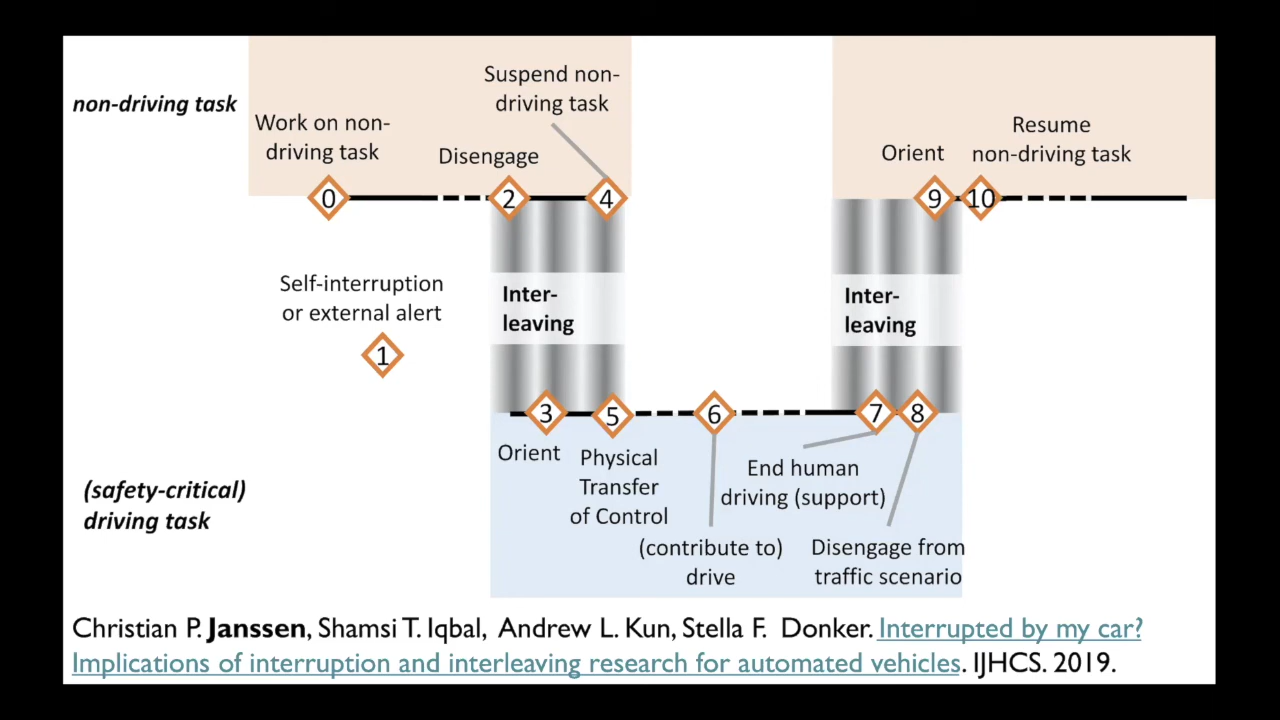 non-driving task
Work on non-
driving task
Disengage
Suspend non-
driving task
Orient
Resume
non-driving task
0
2
4
9
10
Self-interruption
or external alert
1
Inter-
leaving
Inter-
leaving
3
5
6
7
8
Orient
Physical
Transfer
of Control
(contribute to)
drive
End human
driving (support)
Disengage from
traffic scenario
(safety-critical)
driving task
Christian P. Janssen, Shamsi T. Iqbal, Andrew L. Kun, Stella F. Donker. Interrupted by my car?
Implications of interruption and interleaving research for automated vehicles. IJHCS. 2019.